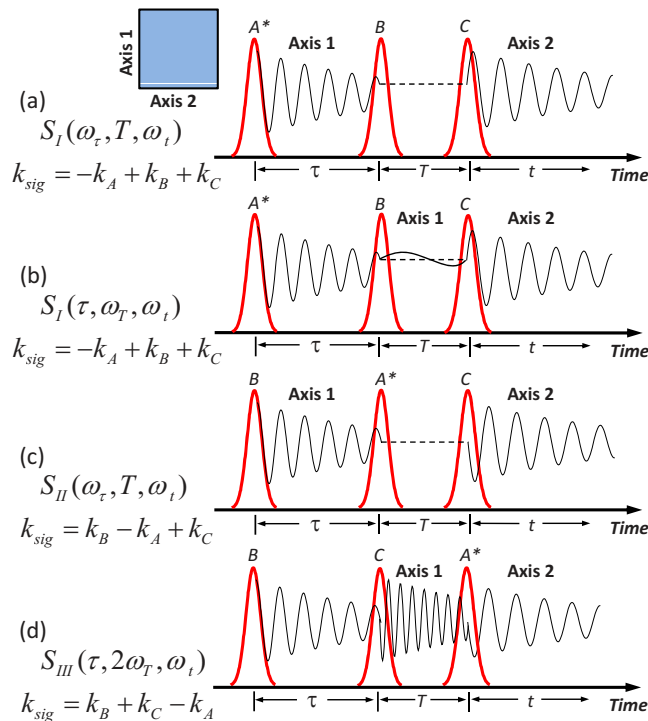 Axis 1
Axis 2
(a)
S_I(ω_τ, T, ω_t)
k_sig = −k_A + k_B + k_C
A* B C
Axis 1 Axis 2
τ T t Time
(b)
S_I(τ, ω_T, ω_t)
k_sig = −k_A + k_B + k_C
A* B C
Axis 1 Axis 2
τ T t Time
(c)
S_II(ω_τ, T, ω_t)
k_sig = k_B − k_A + k_C
B A* C
Axis 1 Axis 2
τ T t Time
(d)
S_III(τ, 2ω_T, ω_t)
k_sig = k_B + k_C − k_A
B C A*
Axis 1 Axis 2
τ T t Time